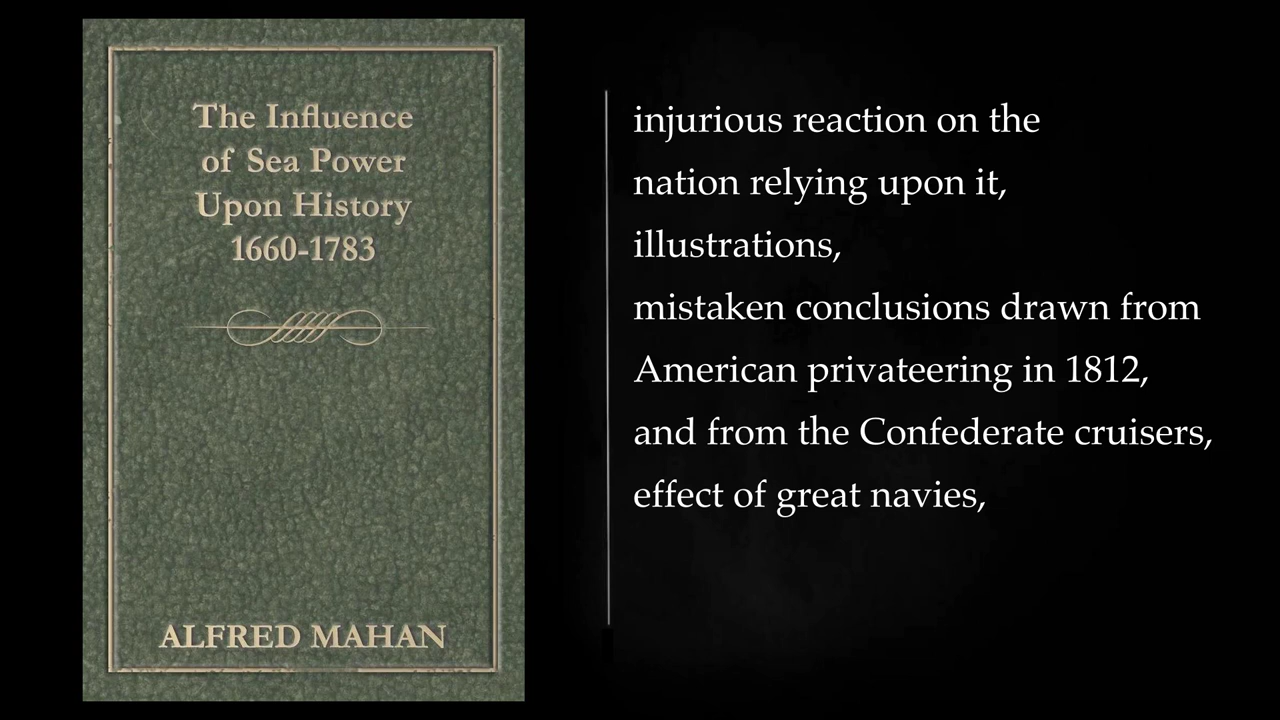 The Influence
of Sea Power
Upon History
1660-1783
ALFRED MAHAN
injurious reaction on the
nation relying upon it,
illustrations,
mistaken conclusions drawn from
American privateering in 1812,
and from the Confederate cruisers,
effect of great navies,